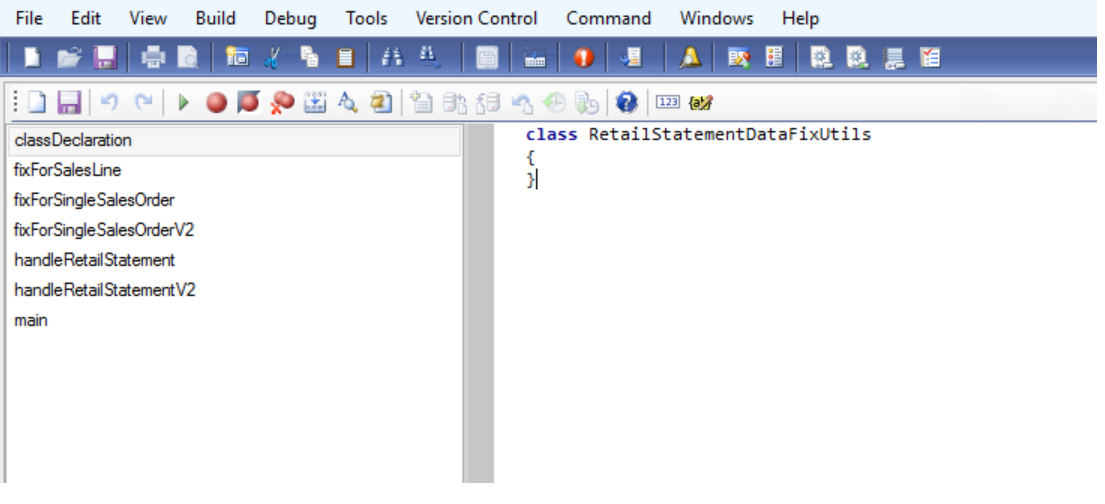 File Edit View Build Debug Tools Version Control Command Windows Help
123 {a}
classDeclaration
fixForSalesLine
fixForSingleSalesOrder
fixForSingleSalesOrderV2
handleRetailStatement
handleRetailStatementV2
main
class RetailStatementDataFixUtils
{
}